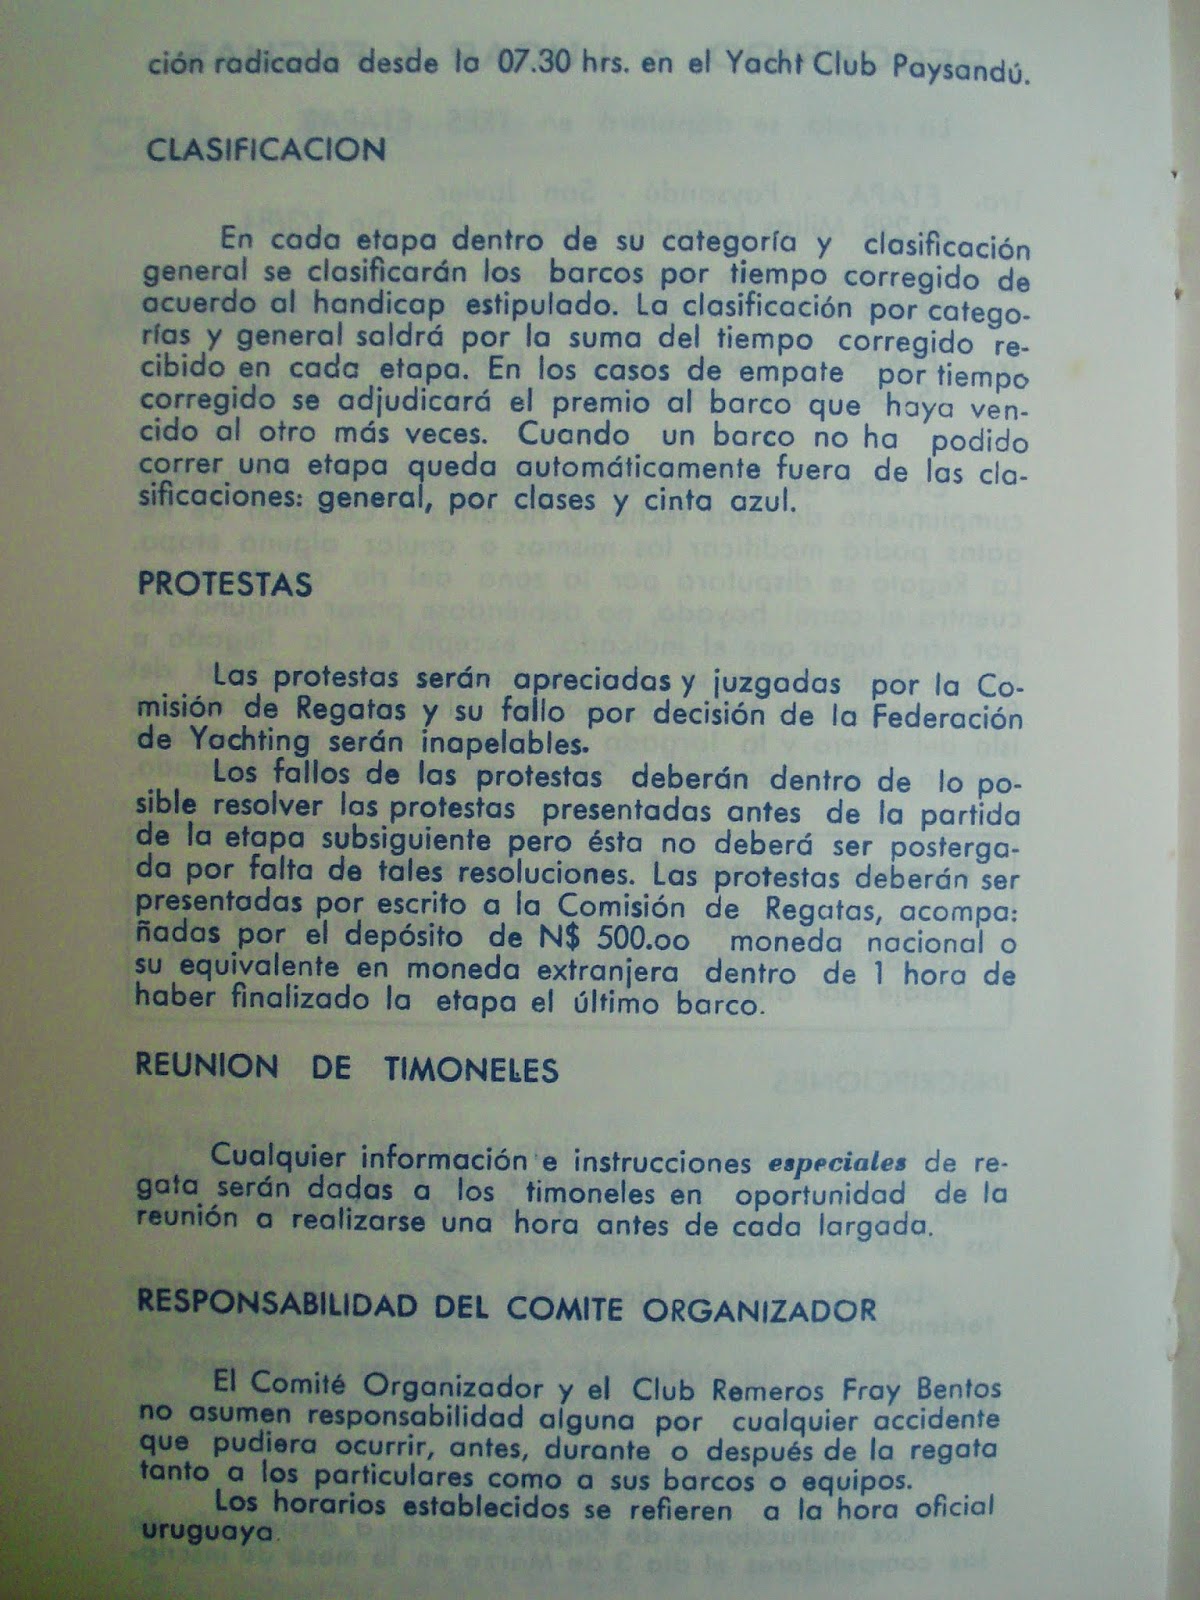 ción radicada desde la 07.30 hrs. en el Yacht Club Paysandú.
CLASIFICACION
En cada etapa dentro de su categoría y clasificación
general se clasificarán los barcos por tiempo corregido de
acuerdo al handicap estipulado. La clasificación por catego-
rías y general saldrá por la suma del tiempo corregido re-
cibido en cada etapa. En los casos de empate por tiempo
corregido se adjudicará el premio al barco que haya ven-
cido al otro más veces. Cuando un barco no ha podido
correr una etapa queda automáticamente fuera de las cla-
sificaciones: general, por clases y cinta azul.
PROTESTAS
Las protestas serán apreciadas y juzgadas por la Co-
misión de Regatas y su fallo por decisión de la Federación
de Yachting serán inapelables.
Los fallos de las protestas deberán dentro de lo po-
sible resolver las protestas presentadas antes de la partida
de la etapa subsiguiente pero ésta no deberá ser posterga-
da por falta de tales resoluciones. Las protestas deberán ser
presentadas por escrito a la Comisión de Regatas, acompa:
ñadas por el depósito de N$ 500.oo moneda nacional o
su equivalente en moneda extranjera dentro de 1 hora de
haber finalizado la etapa el último barco.
REUNION DE TIMONELES
Cualquier información e instrucciones especiales de re-
gata serán dadas a los timoneles en oportunidad de la
reunión a realizarse una hora antes de cada largada.
RESPONSABILIDAD DEL COMITE ORGANIZADOR
El Comité Organizador y el Club Remeros Fray Bentos
no asumen responsabilidad alguna por cualquier accidente
que pudiera ocurrir, antes, durante o después de la regata
tanto a los particulares como a sus barcos o equipos.
Los horarios establecidos se refieren a la hora oficial
uruguaya.